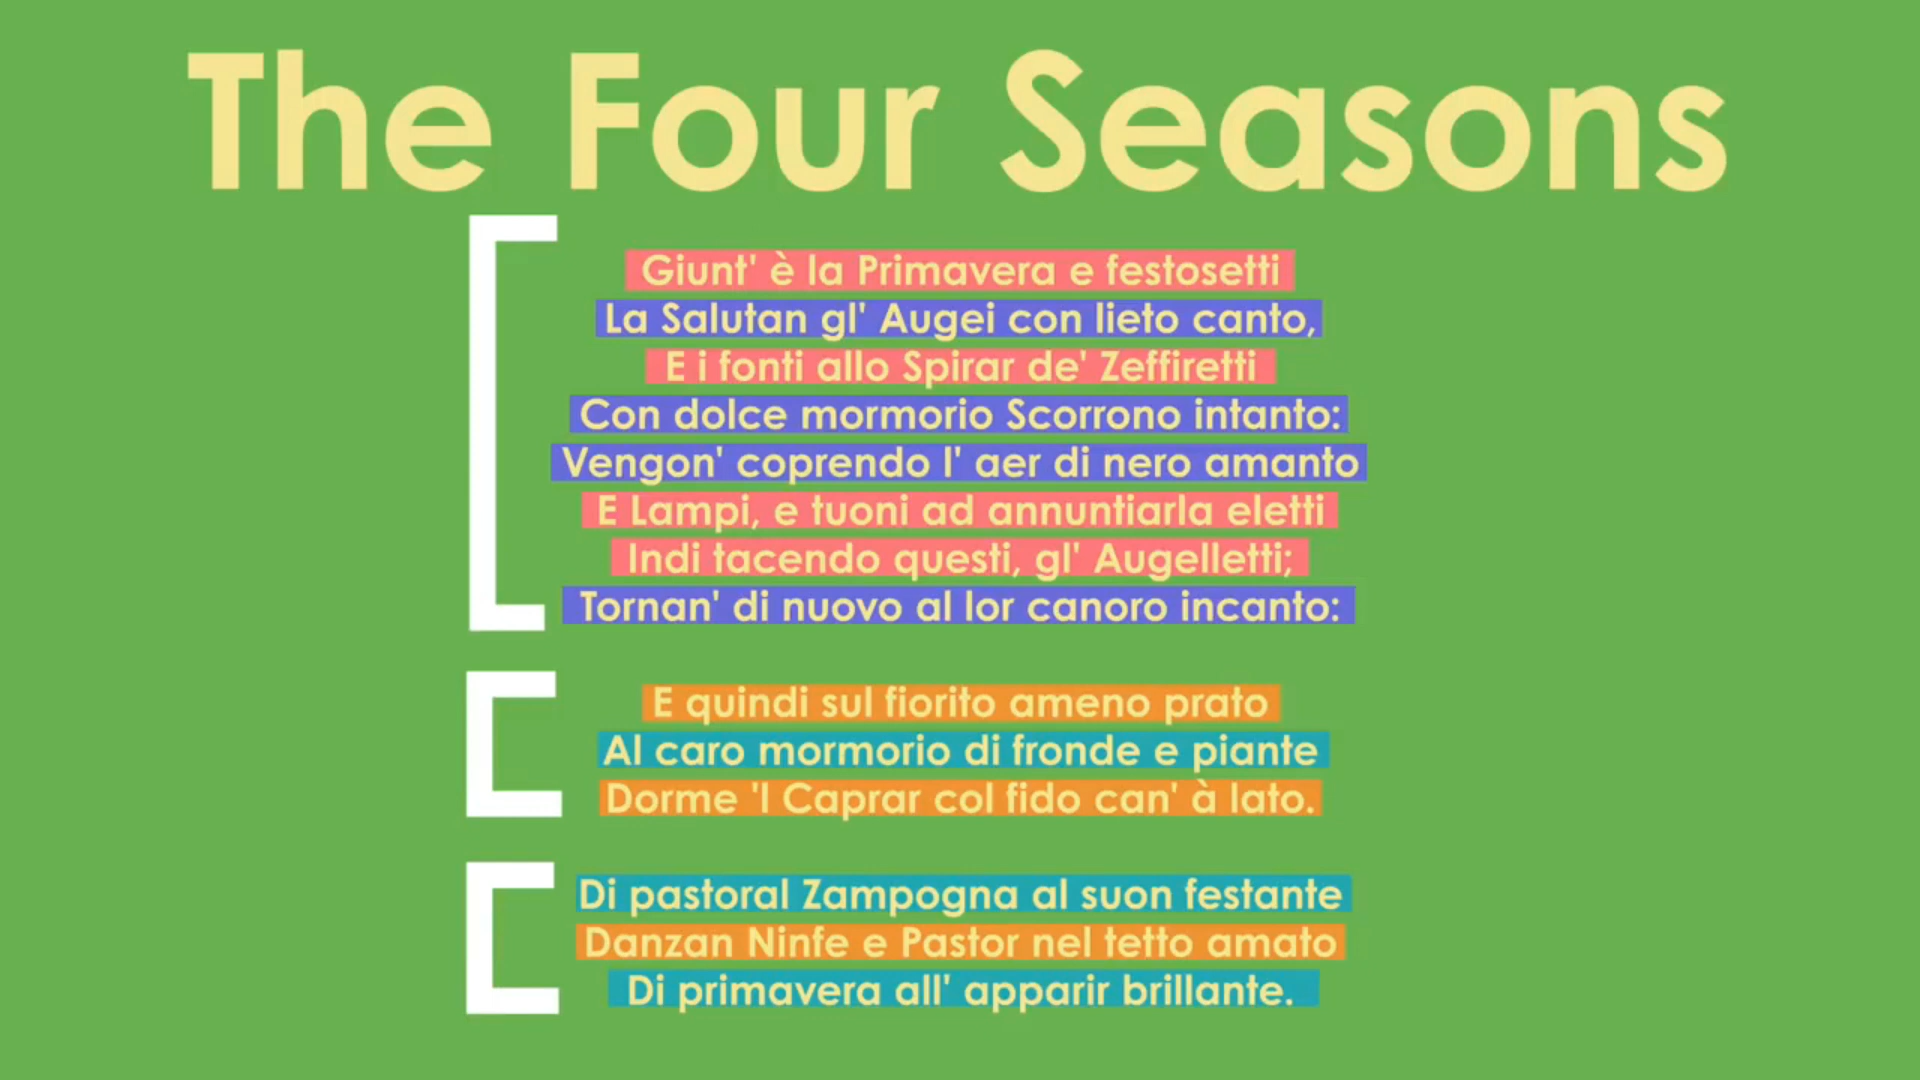 The Four Seasons
Giunt' è la Primavera e festosetti
La Salutan gl' Augei con lieto canto,
E i fonti allo Spirar de' Zeffiretti
Con dolce mormorio Scorrono intanto:
Vengon' coprendo l' aer di nero amanto
E Lampi, e tuoni ad annuntiarla eletti
Indi tacendo questi, gl' Augelletti;
Tornan' di nuovo al lor canoro incanto:
E quindi sul fiorito ameno prato
Al caro mormorio di fronde e piante
Dorme 'l Caprar col fido can' à lato.
Di pastoral Zampogna al suon festante
Danzan Ninfe e Pastor nel tetto amato
Di primavera all' apparir brillante.